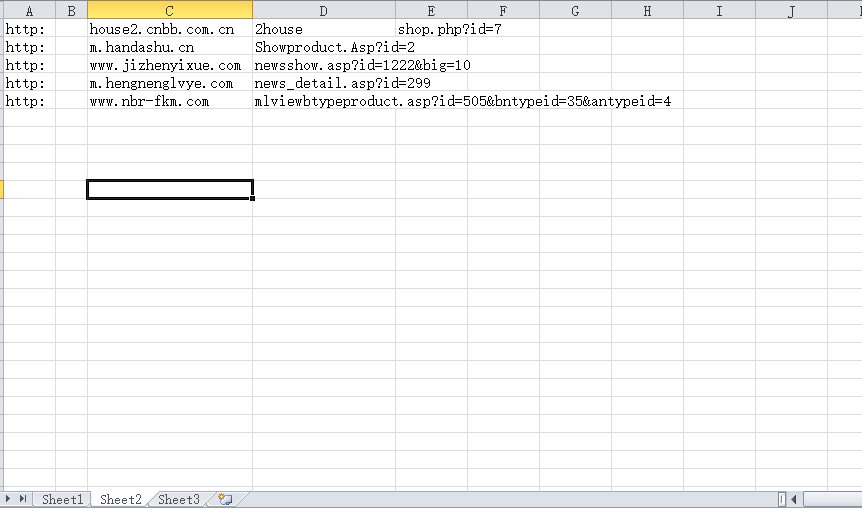 A B C D E F G H I J
http: house2.cnbb.com.cn 2house shop.php?id=7
http: m.handashu.cn Showproduct.Asp?id=2
http: www.jizhenyixue.com newsshow.asp?id=1222&big=10
http: m.hengnenglvye.com news_detail.asp?id=299
http: www.nbr-fkm.com mlviewbtypeproduct.asp?id=505&bntypeid=35&antypeid=4
Sheet1 Sheet2 Sheet3